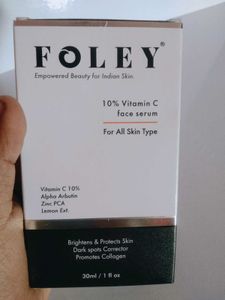 FOLEY®
Empowered Beauty for Indian Skin.
10% Vitamin C
face serum
For All Skin Type
Vitamin C 10%
Alpha Arbutin
Zinc PCA
Lemon Ext.
Brightens & Protects Skin
Dark spots Corrector
Promotes Collagen
30ml / 1 fl oz